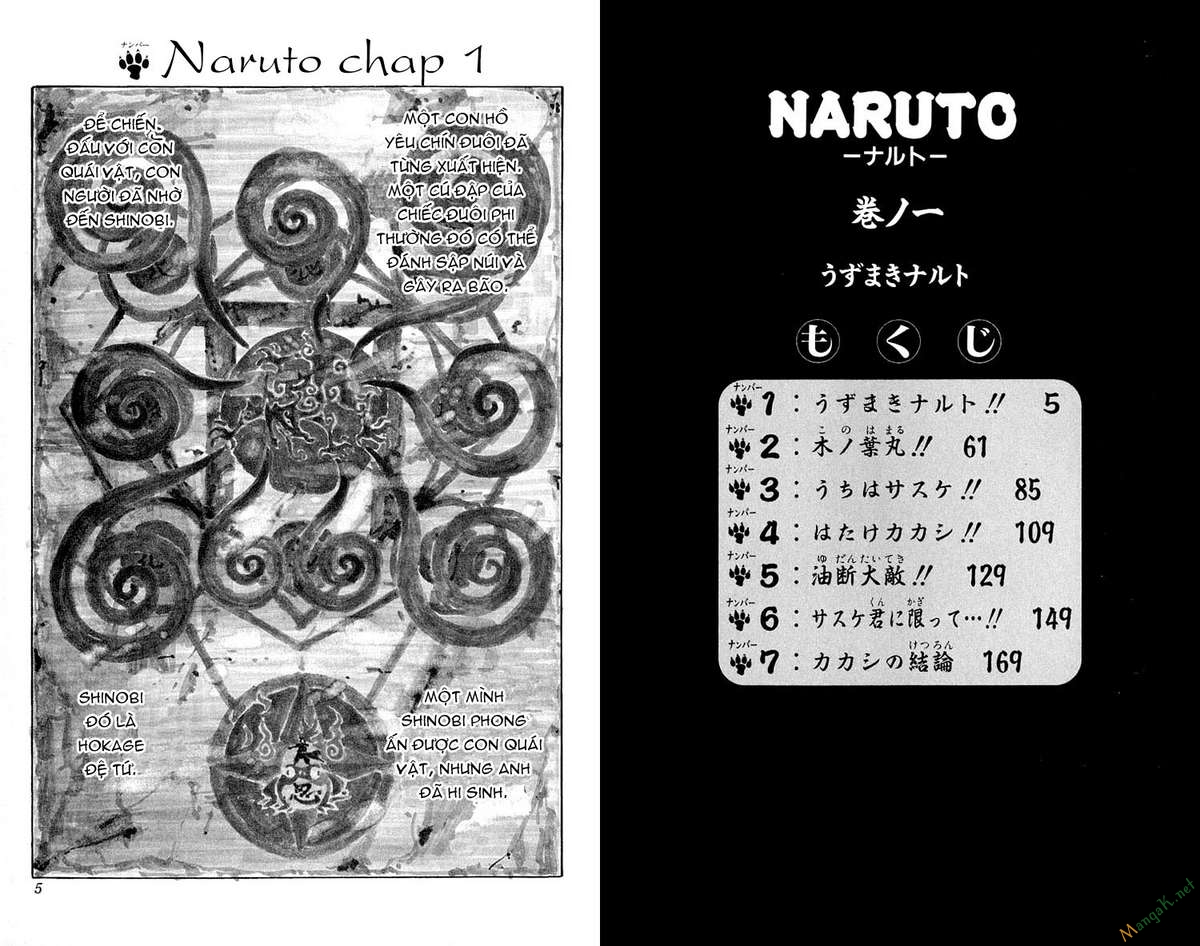 NARUTO
ーナルトー
巻ノ一
うずまきナルト
もくじ
ナンバー
1：うずまきナルト!! 5
ナンバー
このはまる
2：木ノ葉丸!! 61
ナンバー
3：うちはサスケ!! 85
ナンバー
4：はたけカカシ!! 109
ナンバー
ゆだんたいてき
5：油断大敵!! 129
ナンバー
くん かぎ
6：サスケ君に限って…!! 149
ナンバー
けつろん
7：カカシの結論 169
MangaK.net
ナンバー
Naruto chap 1
MỘT CON HỒ
YÊU CHÍN ĐUÔI ĐÃ
TỪNG XUẤT HIỆN.
MỘT CÚ ĐẬP CỦA
CHIẾC ĐUÔI PHI
THƯỜNG ĐÓ CÓ THỂ
ĐÁNH SẬP NÚI VÀ
GÂY RA BÃO.
ĐỂ CHIẾN
ĐẤU VỚI CON
QUÁI VẬT, CON
NGƯỜI ĐÃ NHỜ
ĐẾN SHINOBI.
MỘT MÌNH
SHINOBI PHONG
ẤN ĐƯỢC CON QUÁI
VẬT, NHƯNG ANH
ĐÃ HI SINH.
SHINOBI
ĐÓ LÀ
HOKAGE
ĐỆ TỨ.
忍
5